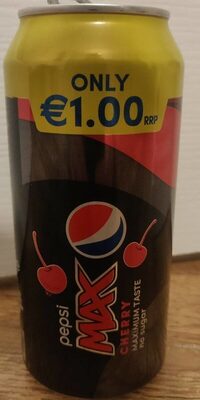 ONLY
€1.00 RRP
pepsi
MAX
CHERRY
MAXIMUM TASTE
no sugar